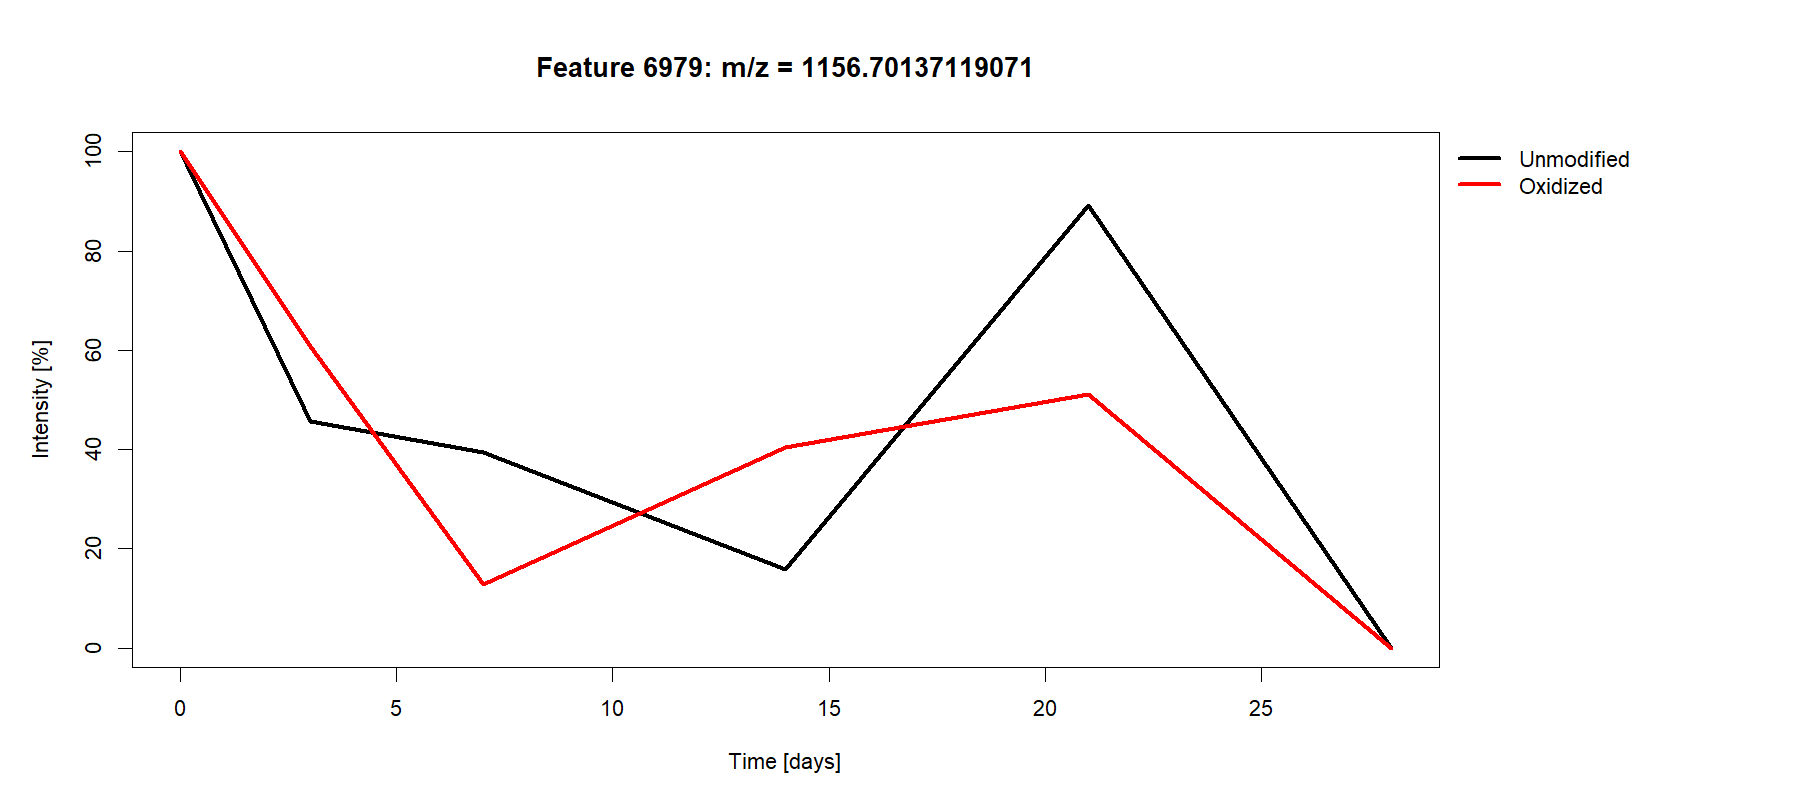 Feature 6979: m/z = 1156.70137119071
Unmodified
Oxidized
Intensity [%]
100
80
60
40
20
0
0 5 10 15 20 25
Time [days]